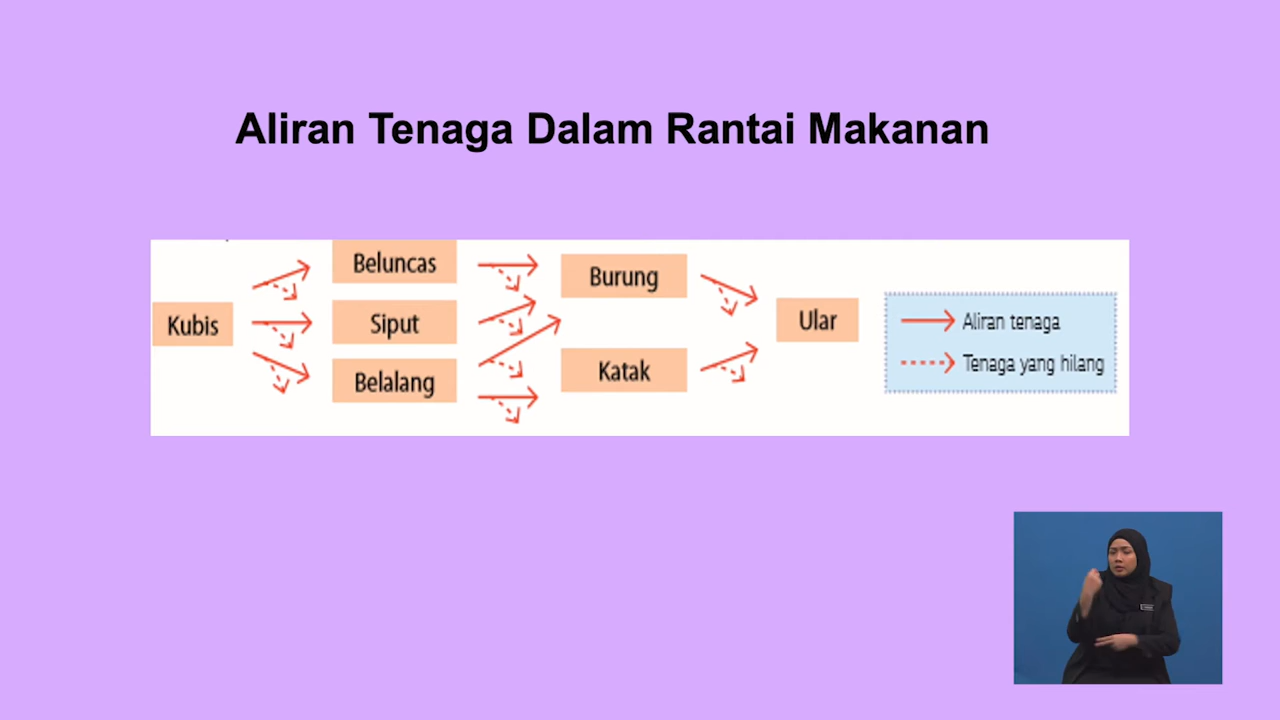 Aliran Tenaga Dalam Rantai Makanan
Kubis
Beluncas
Siput
Belalang
Burung
Katak
Ular
Aliran tenaga
Tenaga yang hilang